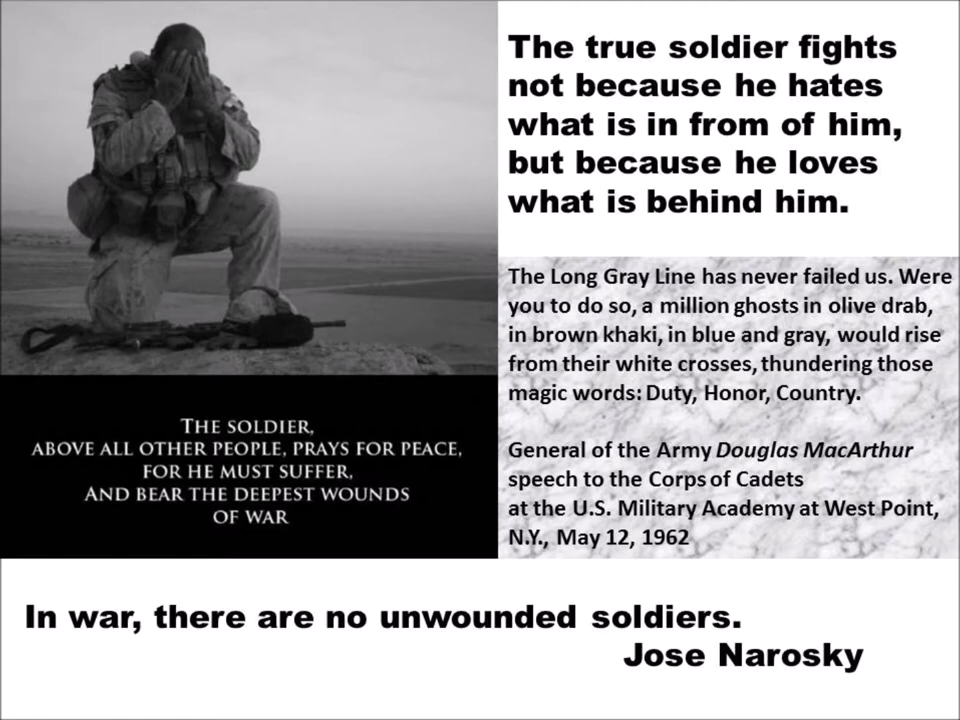 The true soldier fights
not because he hates
what is in from of him,
but because he loves
what is behind him.
The Long Gray Line has never failed us. Were
you to do so, a million ghosts in olive drab,
in brown khaki, in blue and gray, would rise
from their white crosses, thundering those
magic words: Duty, Honor, Country.
General of the Army Douglas MacArthur
speech to the Corps of Cadets
at the U.S. Military Academy at West Point,
N.Y., May 12, 1962
THE SOLDIER,
ABOVE ALL OTHER PEOPLE, PRAYS FOR PEACE,
FOR HE MUST SUFFER,
AND BEAR THE DEEPEST WOUNDS
OF WAR
In war, there are no unwounded soldiers.
Jose Narosky